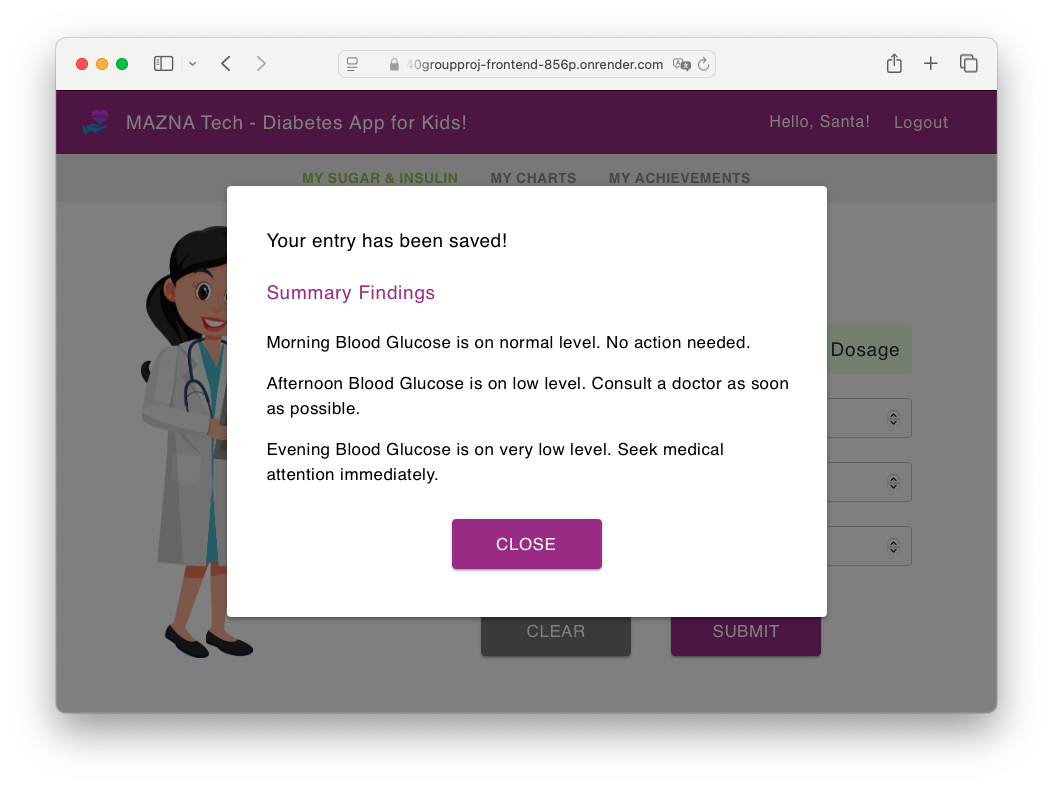 40groupproj-frontend-856p.onrender.com
MAZNA Tech - Diabetes App for Kids!
Hello, Santa!
Logout
MY SUGAR & INSULIN
MY CHARTS
MY ACHIEVEMENTS
Your entry has been saved!
Summary Findings
Morning Blood Glucose is on normal level. No action needed.
Afternoon Blood Glucose is on low level. Consult a doctor as soon
as possible.
Evening Blood Glucose is on very low level. Seek medical
attention immediately.
Dosage
CLOSE
CLEAR
SUBMIT